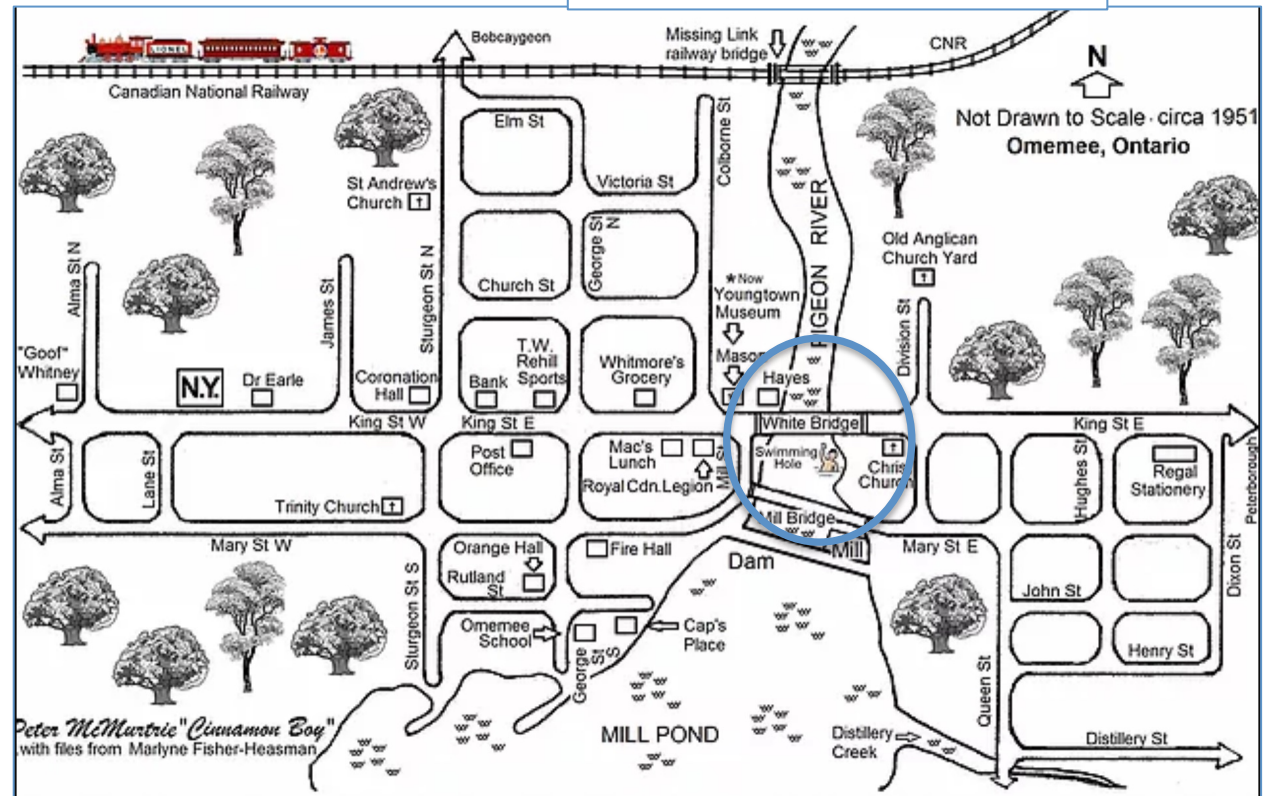 Bobcaygeon
Missing Link
railway bridge
CNR
N
LIONEL
Canadian National Railway
Not Drawn to Scale · circa 1951
Omemee, Ontario
Elm St
Colborne St
St Andrew's
Church
Victoria St
PIGEON RIVER
George St
N
Old Anglican
Church Yard
Alma St N
Sturgeon St N
Church St
*Now
Youngtown
Museum
James St
Division St
"Goof"
Whitney
N.Y.
Dr Earle
Coronation
Hall
Bank
T.W.
Rehill
Sports
Whitmore's
Grocery
Mason
Hayes
King St W
King St E
White Bridge
King St E
Alma St
Lane St
Post
Office
Mac's
Lunch
Royal Cdn.Legion
Mill St
Swimming
Hole
Chris
Church
Hughes St
Regal
Stationery
Peterborough
Trinity Church
Mill Bridge
Mary St W
Orange Hall
Fire Hall
Dam
Mill
Mary St E
Rutland
St
Sturgeon St S
John St
Dixon St
Omemee
School
George
St
S
Cap's
Place
Henry St
Queen St
Peter McMurtrie "Cinnamon Boy"
with files from Marlyne Fisher-Heasman
MILL POND
Distillery
Creek
Distillery St